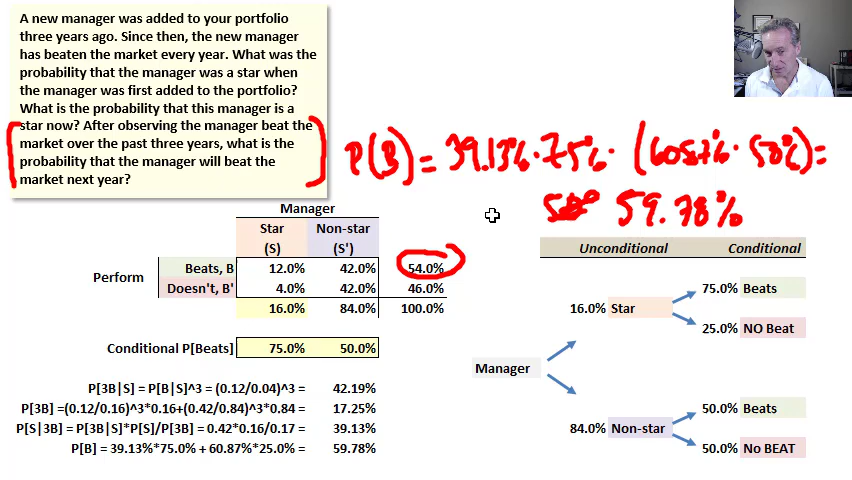 A new manager was added to your portfolio
three years ago. Since then, the new manager
has beaten the market every year. What was the
probability that the manager was a star when
the manager was first added to the portfolio?
What is the probability that this manager is a
star now? After observing the manager beat the
market over the past three years, what is the
probability that the manager will beat the
market next year?
P(B) = 39.13% · 75% · (60.87% · 50%) =
59.78%
Manager
Star Non-star
(S) (S')
Perform
Beats, B 12.0% 42.0% 54.0%
Doesn't, B' 4.0% 42.0% 46.0%
16.0% 84.0% 100.0%
Conditional P[Beats] 75.0% 50.0%
P[3B|S] = P[B|S]^3 = (0.12/0.04)^3 = 42.19%
P[3B] =(0.12/0.16)^3*0.16+(0.42/0.84)^3*0.84 = 17.25%
P[S|3B] = P[3B|S]*P[S]/P[3B] = 0.42*0.16/0.17 = 39.13%
P[B] = 39.13%*75.0% + 60.87%*25.0% = 59.78%
Unconditional Conditional
75.0% Beats
16.0% Star
25.0% NO Beat
Manager
50.0% Beats
84.0% Non-star
50.0% No BEAT